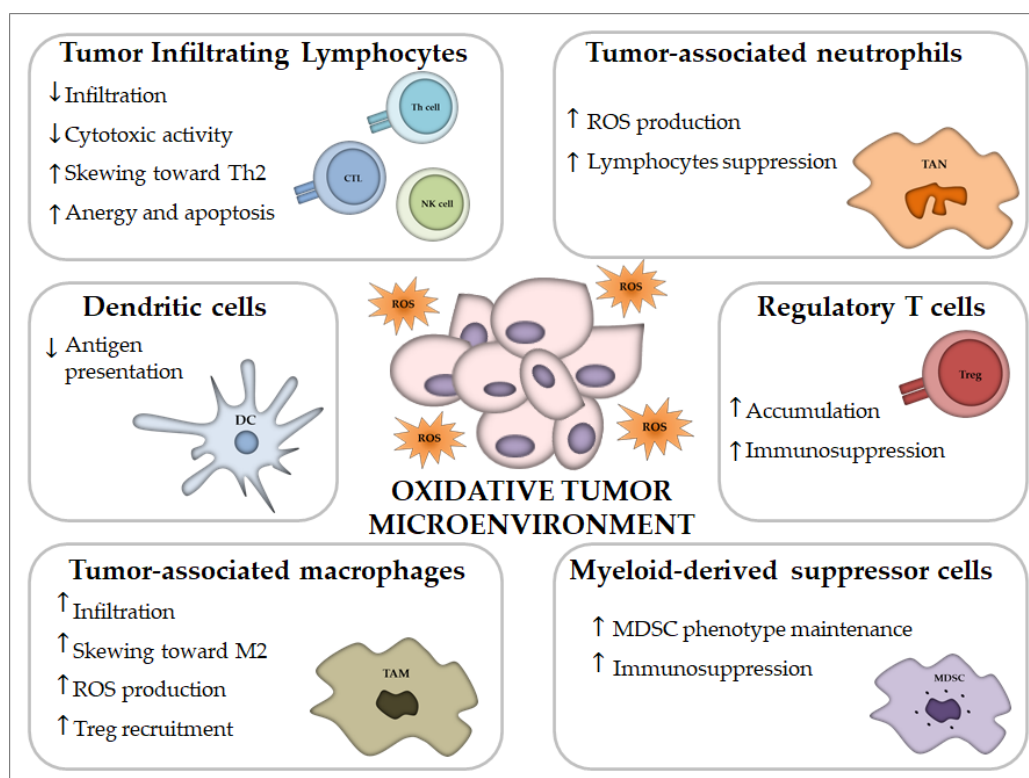 Tumor Infiltrating Lymphocytes
↓ Infiltration
↓ Cytotoxic activity
↑ Skewing toward Th2
↑ Anergy and apoptosis
Th cell
CTL
NK cell
Tumor-associated neutrophils
↑ ROS production
↑ Lymphocytes suppression
TAN
Dendritic cells
↓ Antigen
presentation
DC
ROS
ROS
ROS
ROS
OXIDATIVE TUMOR
MICROENVIRONMENT
Regulatory T cells
Treg
↑ Accumulation
↑ Immunosuppression
Tumor-associated macrophages
↑ Infiltration
↑ Skewing toward M2
↑ ROS production
↑ Treg recruitment
TAM
Myeloid-derived suppressor cells
↑ MDSC phenotype maintenance
↑ Immunosuppression
MDSC